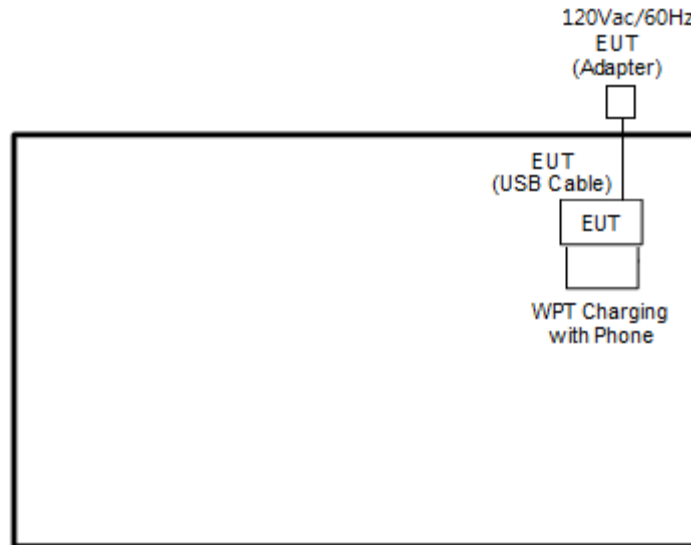 120Vac/60Hz
EUT
(Adapter)
EUT
(USB Cable)
EUT
WPT Charging
with Phone